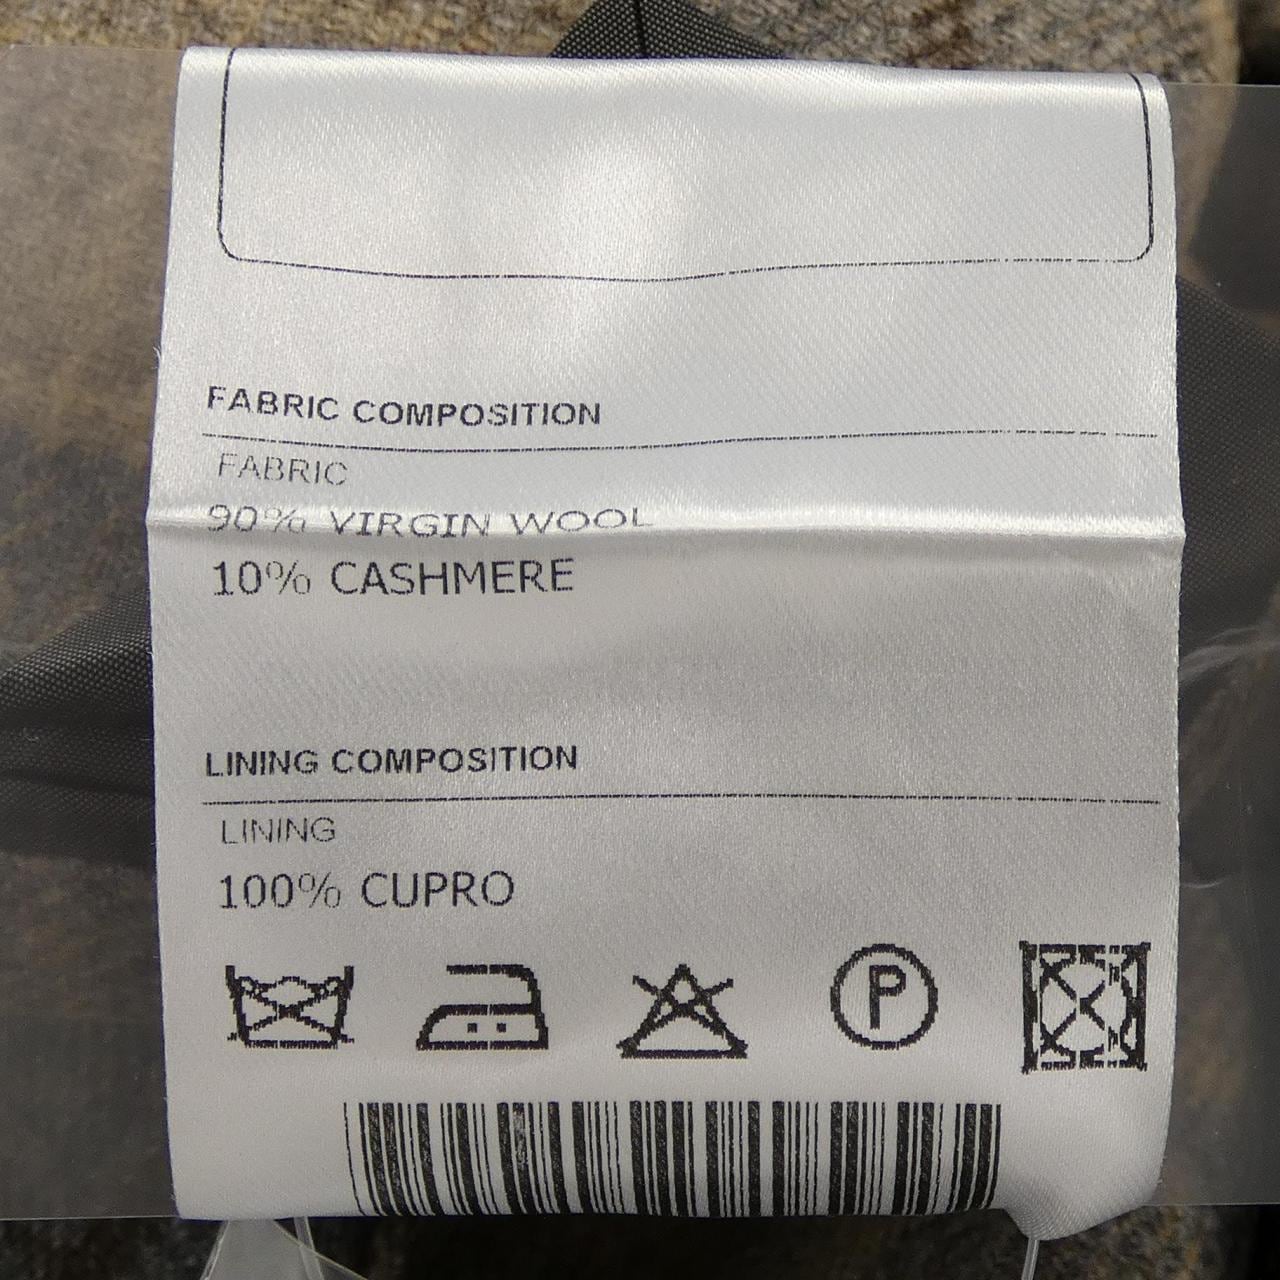 FABRIC COMPOSITION
FABRIC
90% VIRGIN WOOL
10% CASHMERE
LINING COMPOSITION
LINING
100% CUPRO
P